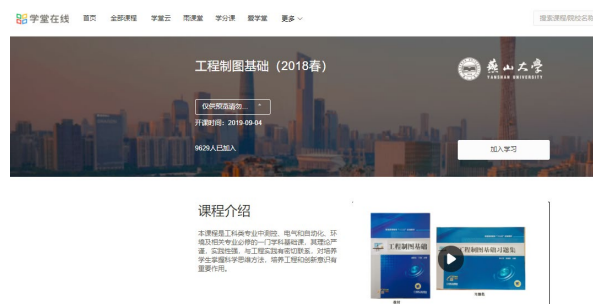 学堂在线 首页 全部课程 学堂云 雨课堂 学分课 微学堂 更多
搜索课程/院校名称
工程制图基础（2018春）
燕山大学
YANSHAN UNIVERSITY
仅供预览请勿...
开课时间：2019-09-04
9629人已加入
加入学习
课程介绍
本课程是工科类专业中测控、电气和自动化、环
境及相关专业必修的一门学科基础课，其理论严
谨、实践性强、与工程实践有密切联系，对培养
学生掌握科学思维方法、培养工程和创新意识有
重要作用。
工程制图基础
工程制图基础习题集